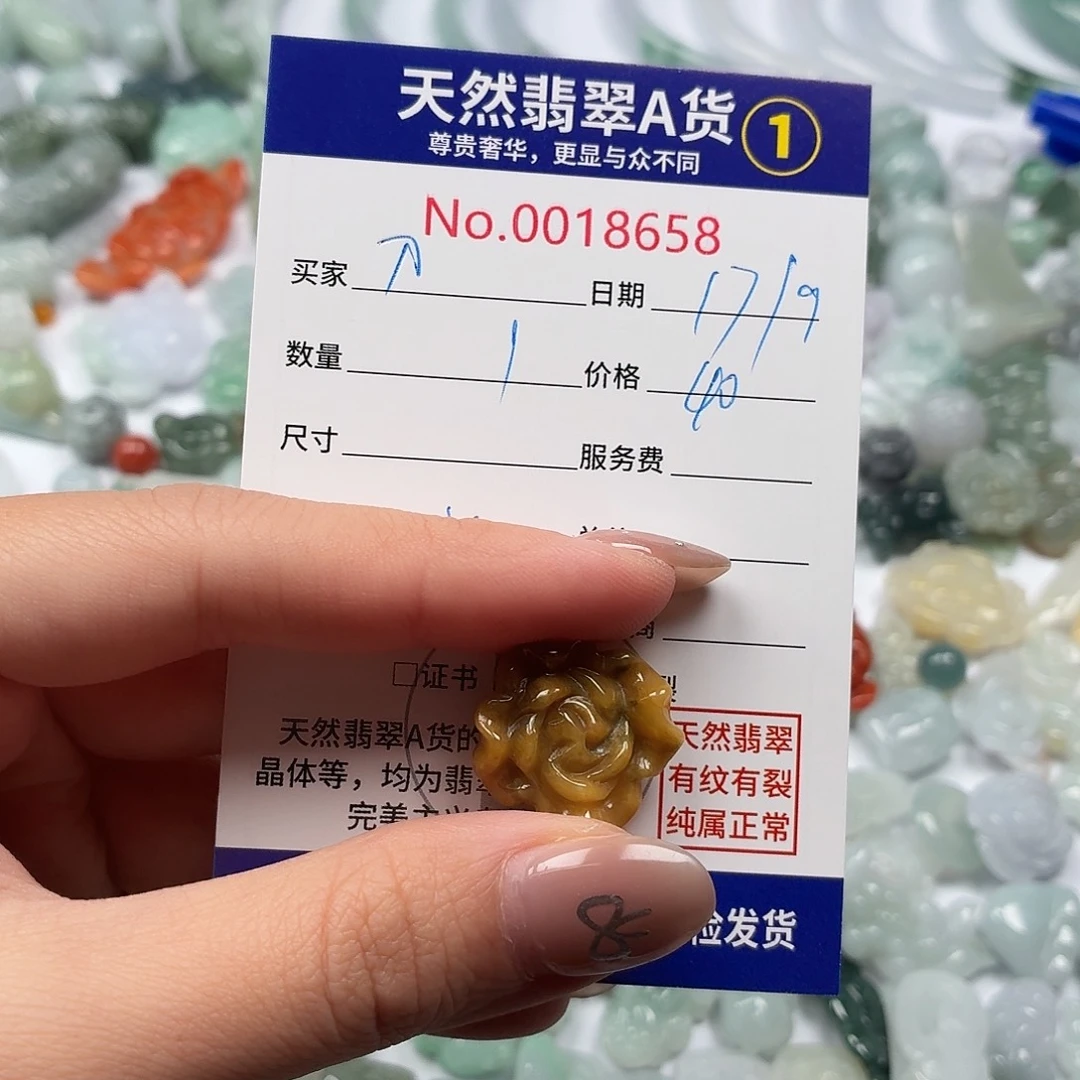 天然翡翠A货 1
尊贵奢华，更显与众不同
No.0018658
买家 日期 17/9
数量 1 价格 40
尺寸 服务费
证书 裂
天然翡翠A货的
晶体等，均为翡
完美
天然翡翠
有纹有裂
纯属正常
发货